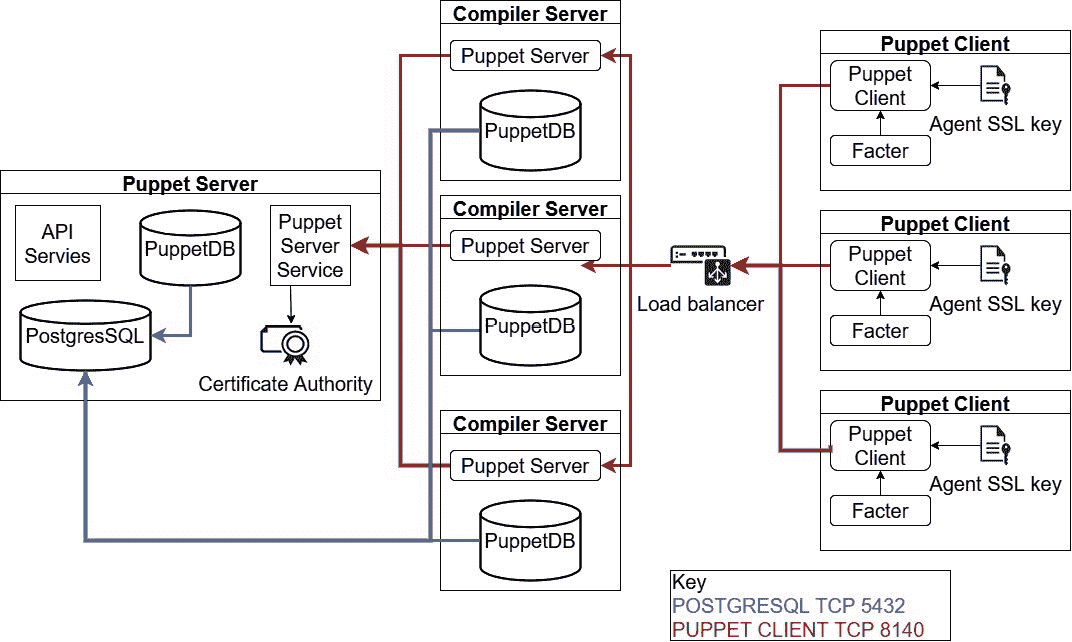 Compiler Server
Puppet Server
PuppetDB
Compiler Server
Puppet Server
PuppetDB
Compiler Server
Puppet Server
PuppetDB
Puppet Server
API
Servies
PuppetDB
Puppet
Server
Service
PostgresSQL
Certificate Authority
Load balancer
Puppet Client
Puppet
Client
Agent SSL key
Facter
Puppet Client
Puppet
Client
Agent SSL key
Facter
Puppet Client
Puppet
Client
Agent SSL key
Facter
Key
POSTGRESQL TCP 5432
PUPPET CLIENT TCP 8140